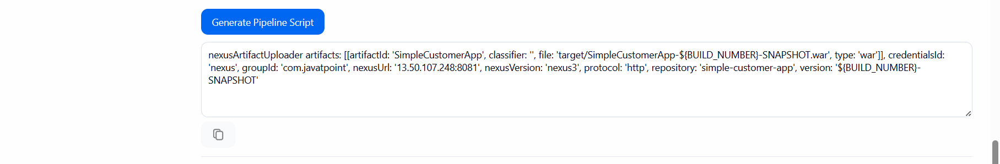 Generate Pipeline Script
nexusArtifactUploader artifacts: [[artifactId: 'SimpleCustomerApp', classifier: '', file: 'target/SimpleCustomerApp-${BUILD_NUMBER}-SNAPSHOT.war', type: 'war']], credentialsId:
'nexus', groupId: 'com.javatpoint', nexusUrl: '13.50.107.248:8081', nexusVersion: 'nexus3', protocol: 'http', repository: 'simple-customer-app', version: '${BUILD_NUMBER}-
SNAPSHOT'